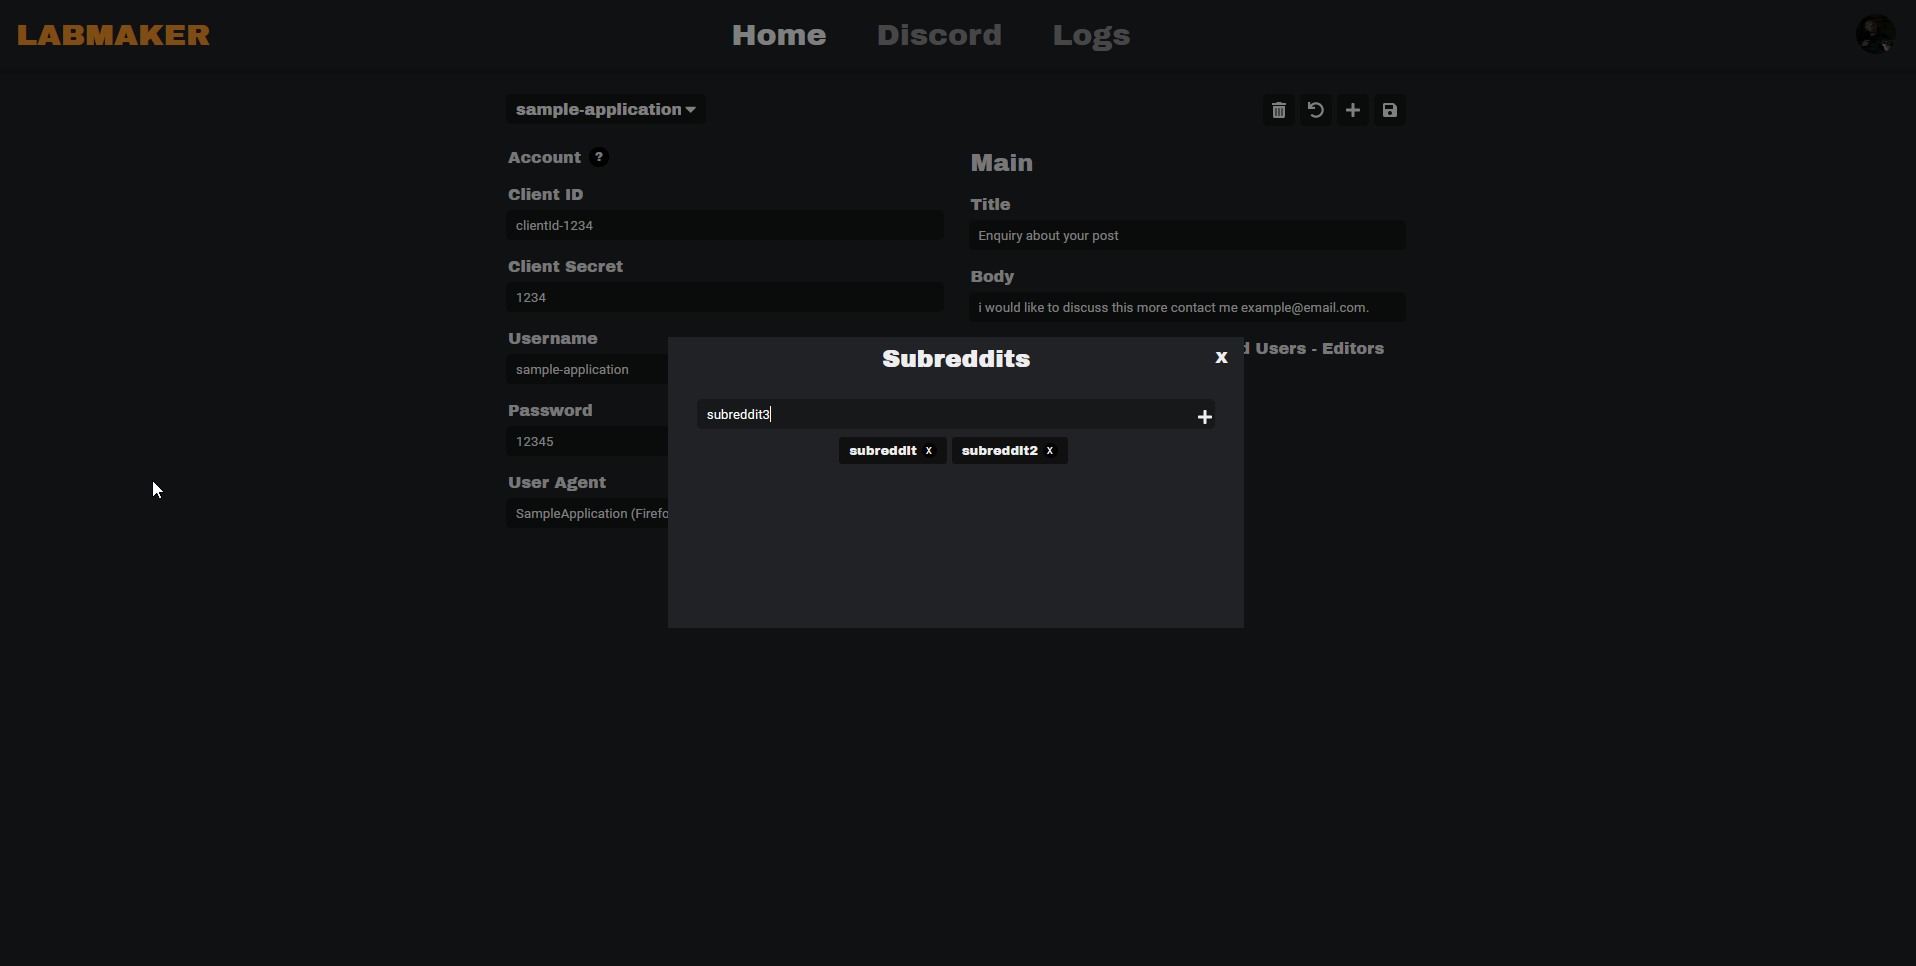 LABMAKER
Home Discord Logs
sample-application
Account ?
Client ID
clientId-1234
Client Secret
1234
Username
sample-application
Password
12345
User Agent
SampleApplication (Firefo
Main
Title
Enquiry about your post
Body
i would like to discuss this more contact me example@email.com.
Users - Editors
Subreddits X
subreddit3
subreddit x subreddit2 x